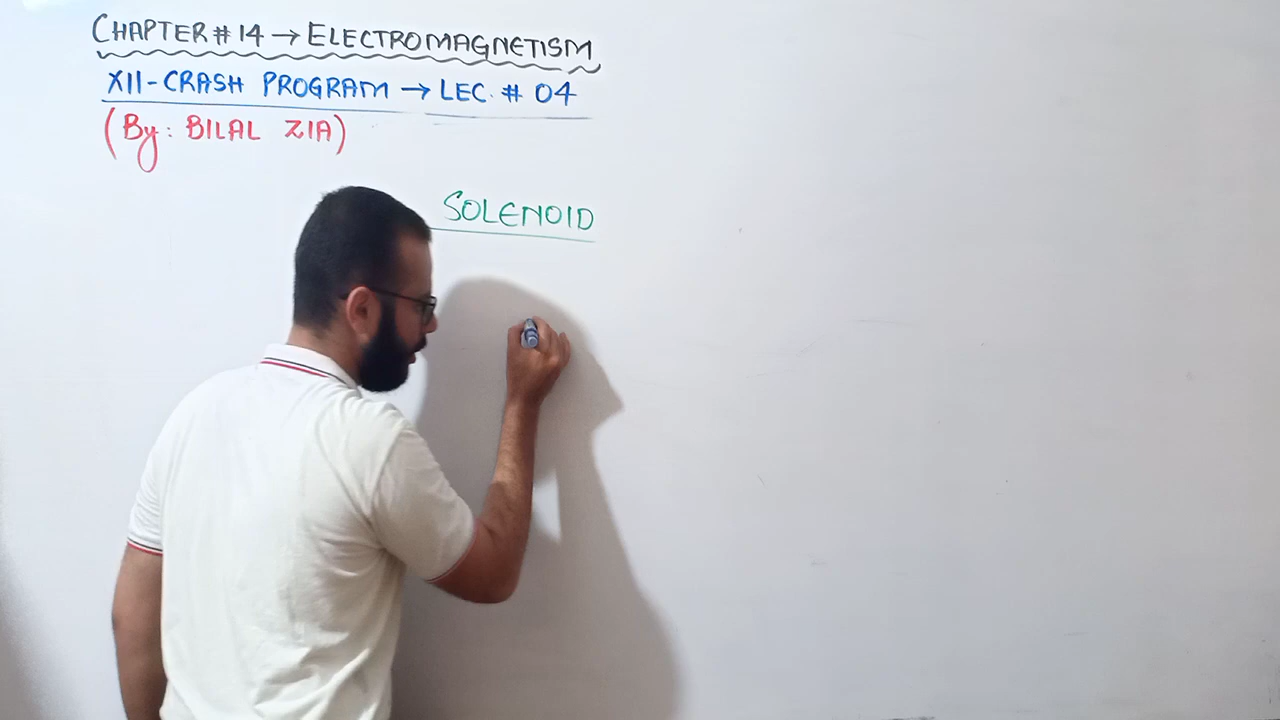 CHAPTER # 14 → ELECTROMAGNETISM
XII-CRASH PROGRAM → LEC. # 04
(By: BILAL ZIA)
SOLENOID